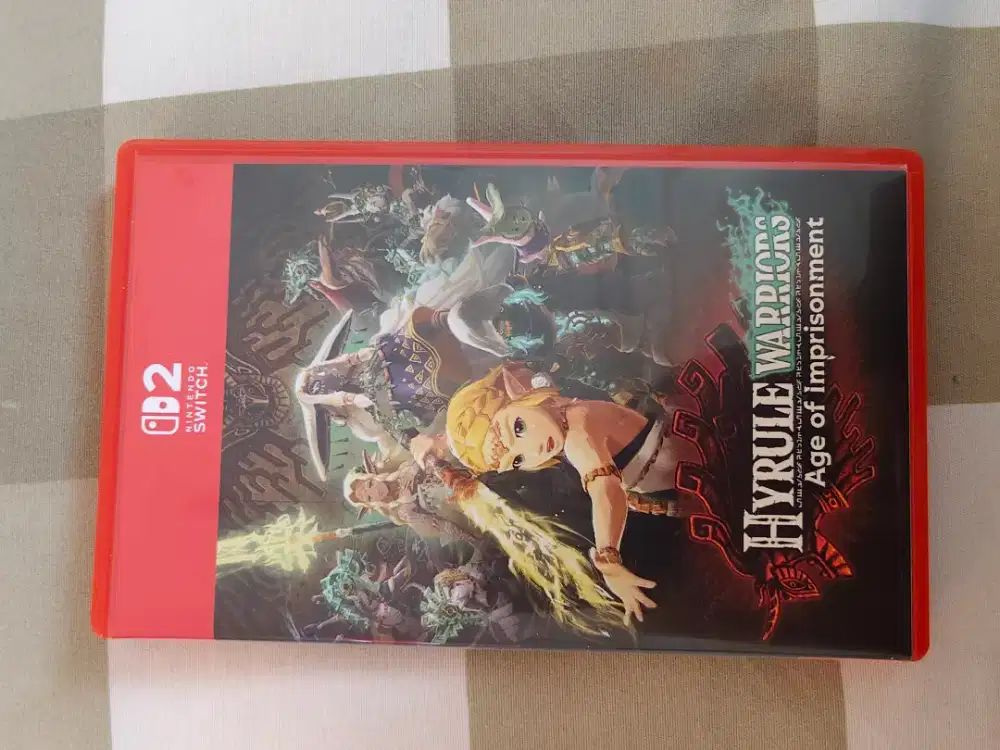 2
NINTENDO
SWITCH
HYRULE WARRIORS
Age of Imprisonment